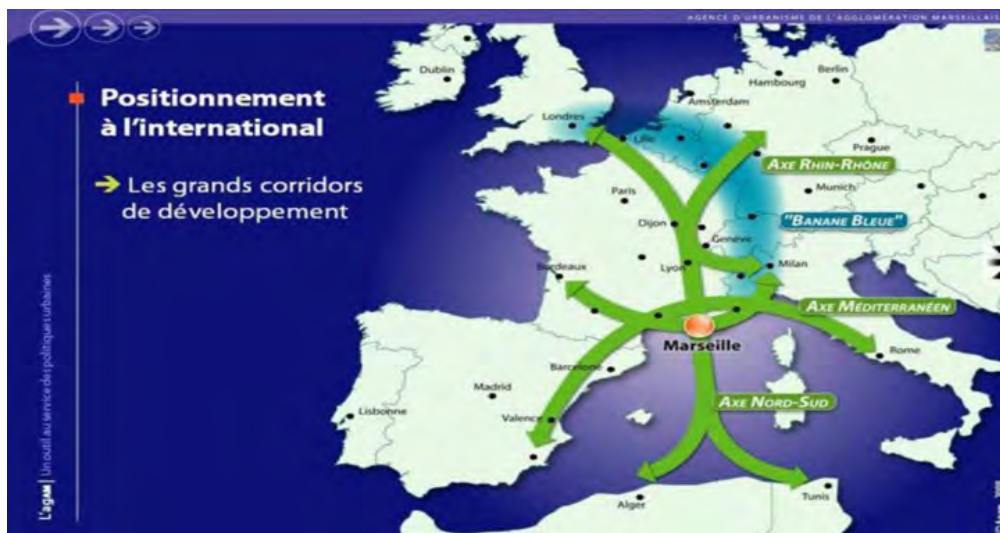 AGENCE D'URBANISME DE L'AGGLOMÉRATION MARSEILLAISE
Positionnement
à l'international
Les grands corridors
de développement
Dublin
Londres
Amsterdam
Hambourg
Berlin
Lille
Prague
AXE RHIN-RHÔNE
Paris
Munich
"BANANE BLEUE"
Dijon
Genève
Lyon
Milan
Bordeaux
AXE MÉDITERRANÉEN
Marseille
Rome
Barcelone
Madrid
AXE NORD-SUD
Lisbonne
Valence
Alger
Tunis
L'agAM | Un outil au service des politiques urbaines